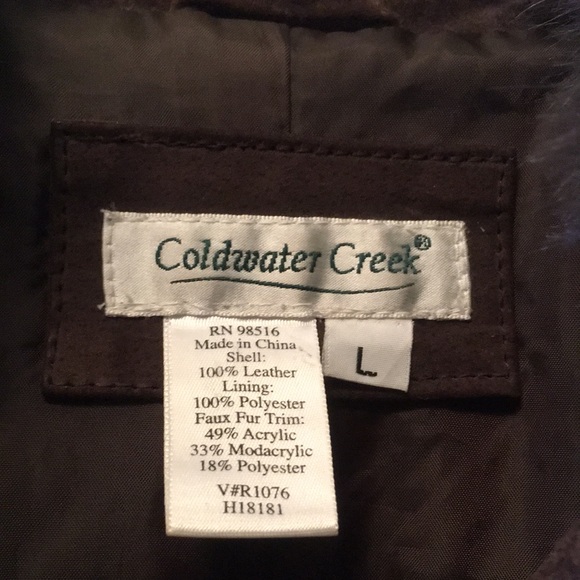 Coldwater Creek®
RN 98516
Made in China
Shell:
100% Leather
Lining:
100% Polyester
Faux Fur Trim:
49% Acrylic
33% Modacrylic
18% Polyester
V#R1076
H18181
L